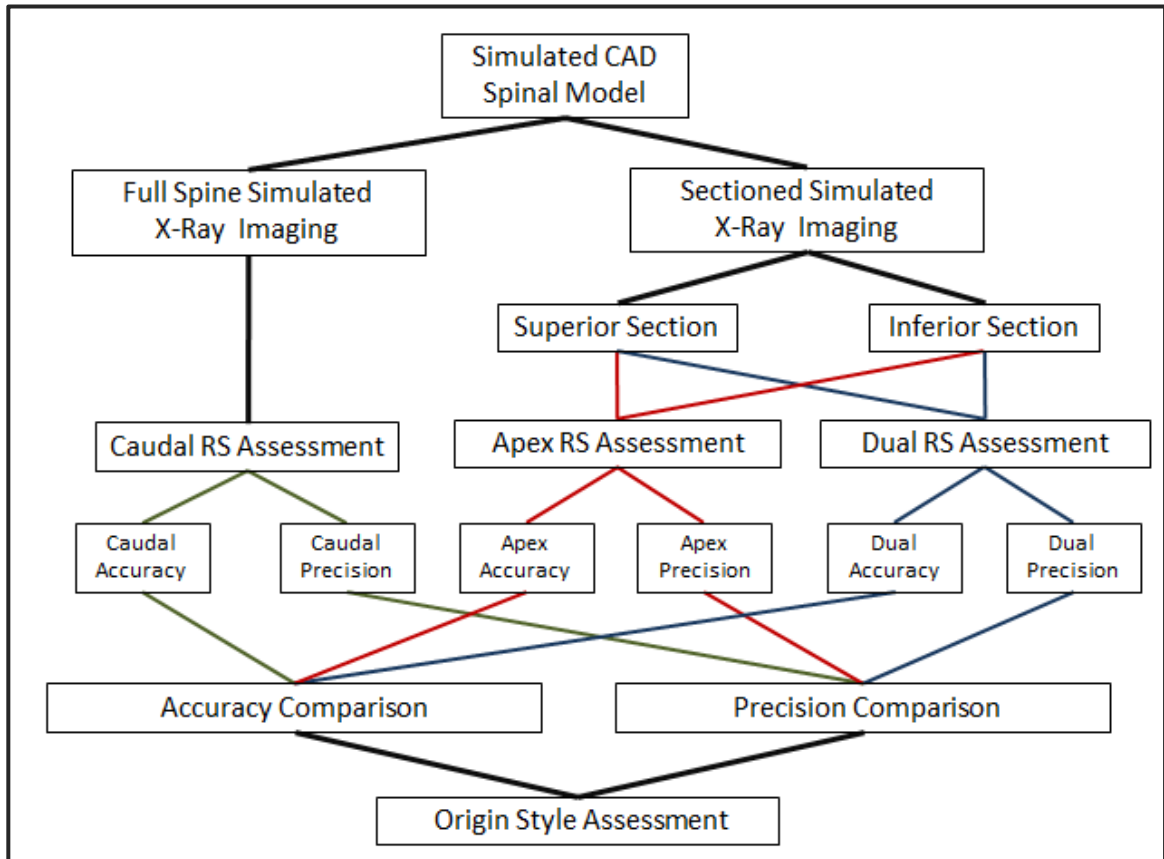 Simulated CAD
Spinal Model
Full Spine Simulated
X-Ray Imaging
Sectioned Simulated
X-Ray Imaging
Superior Section
Inferior Section
Caudal RS Assessment
Apex RS Assessment
Dual RS Assessment
Caudal
Accuracy
Caudal
Precision
Apex
Accuracy
Apex
Precision
Dual
Accuracy
Dual
Precision
Accuracy Comparison
Precision Comparison
Origin Style Assessment